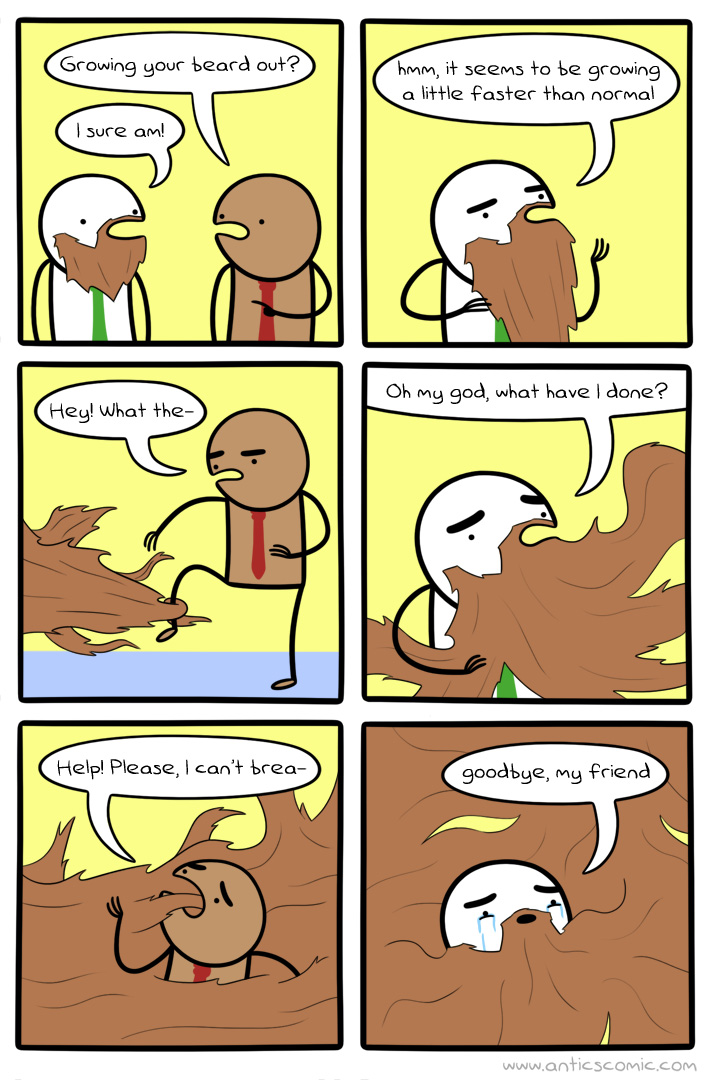 Growing your beard out?
I sure am!
hmm, it seems to be growing
a little faster than normal
Hey! What the-
Oh my god, what have I done?
Help! Please, I can't brea-
goodbye, my friend
www.anticscomic.com